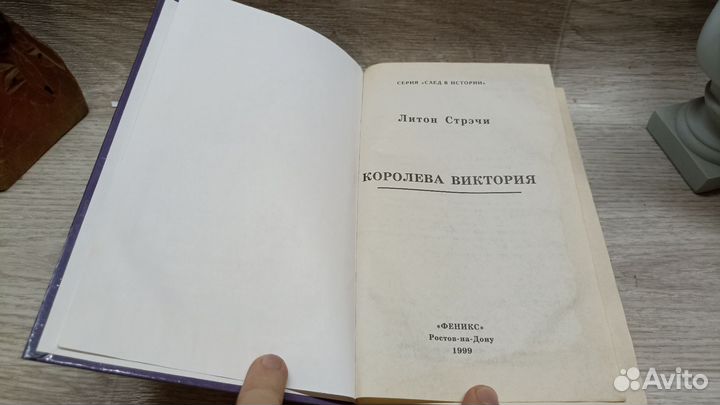 СЕРИЯ «СЛЕД В ИСТОРИИ»
Литон Стрэчи
КОРОЛЕВА ВИКТОРИЯ
«ФЕНИКС»
Ростов-на-Дону
1999
Avito